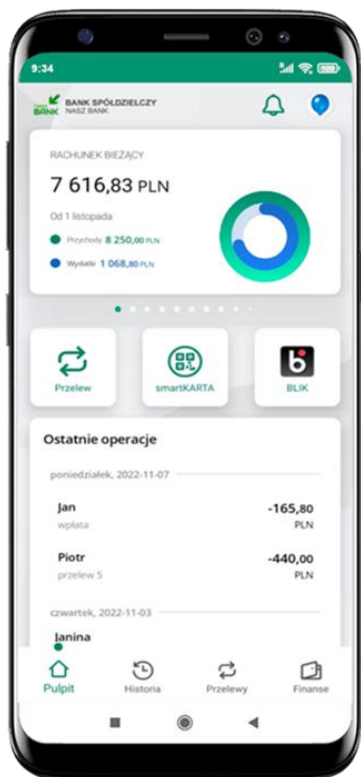 9:34
BANK SPÓŁDZIELCZY
NASZ BANK
RACHUNEK BIEŻĄCY
7 616,83 PLN
Od 1 listopada
Przychody 8 250,00 PLN
Wydatki 1 068,80 PLN
Przelew
smartKARTA
BLIK
Ostatnie operacje
poniedziałek, 2022-11-07
Jan -165,80
wpłata PLN
Piotr -440,00
przelew 5 PLN
czwartek, 2022-11-03
Janina
Pulpit
Historia
Przelewy
Finanse